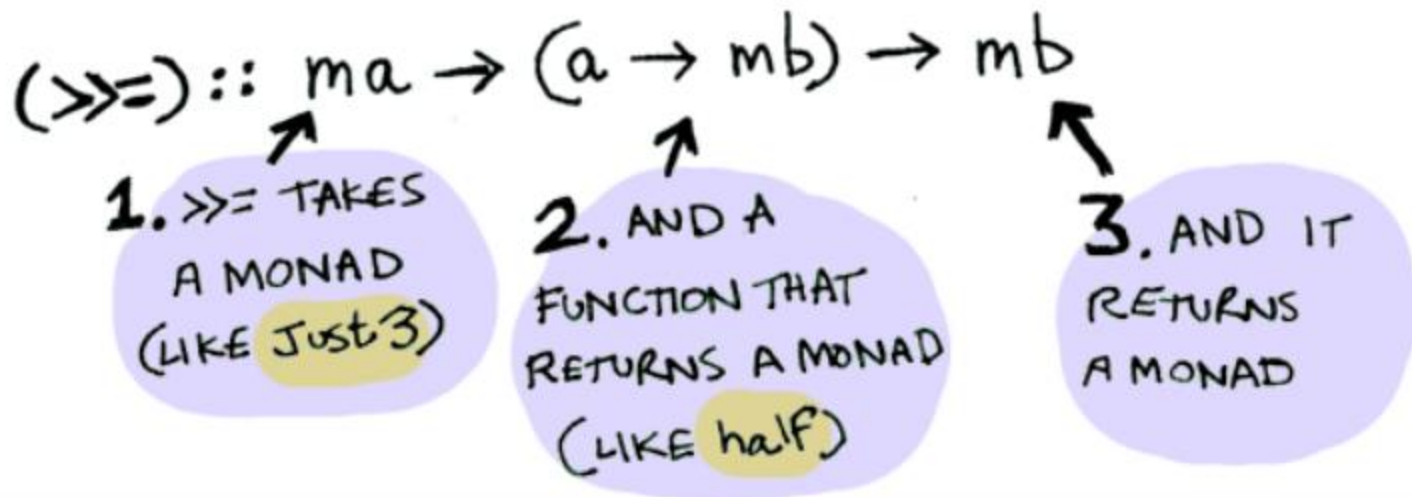 (>>=) :: ma → (a → mb) → mb
1. >>= TAKES
A MONAD
(LIKE Just 3)
2. AND A
FUNCTION THAT
RETURNS A MONAD
(LIKE half)
3. AND IT
RETURNS
A MONAD